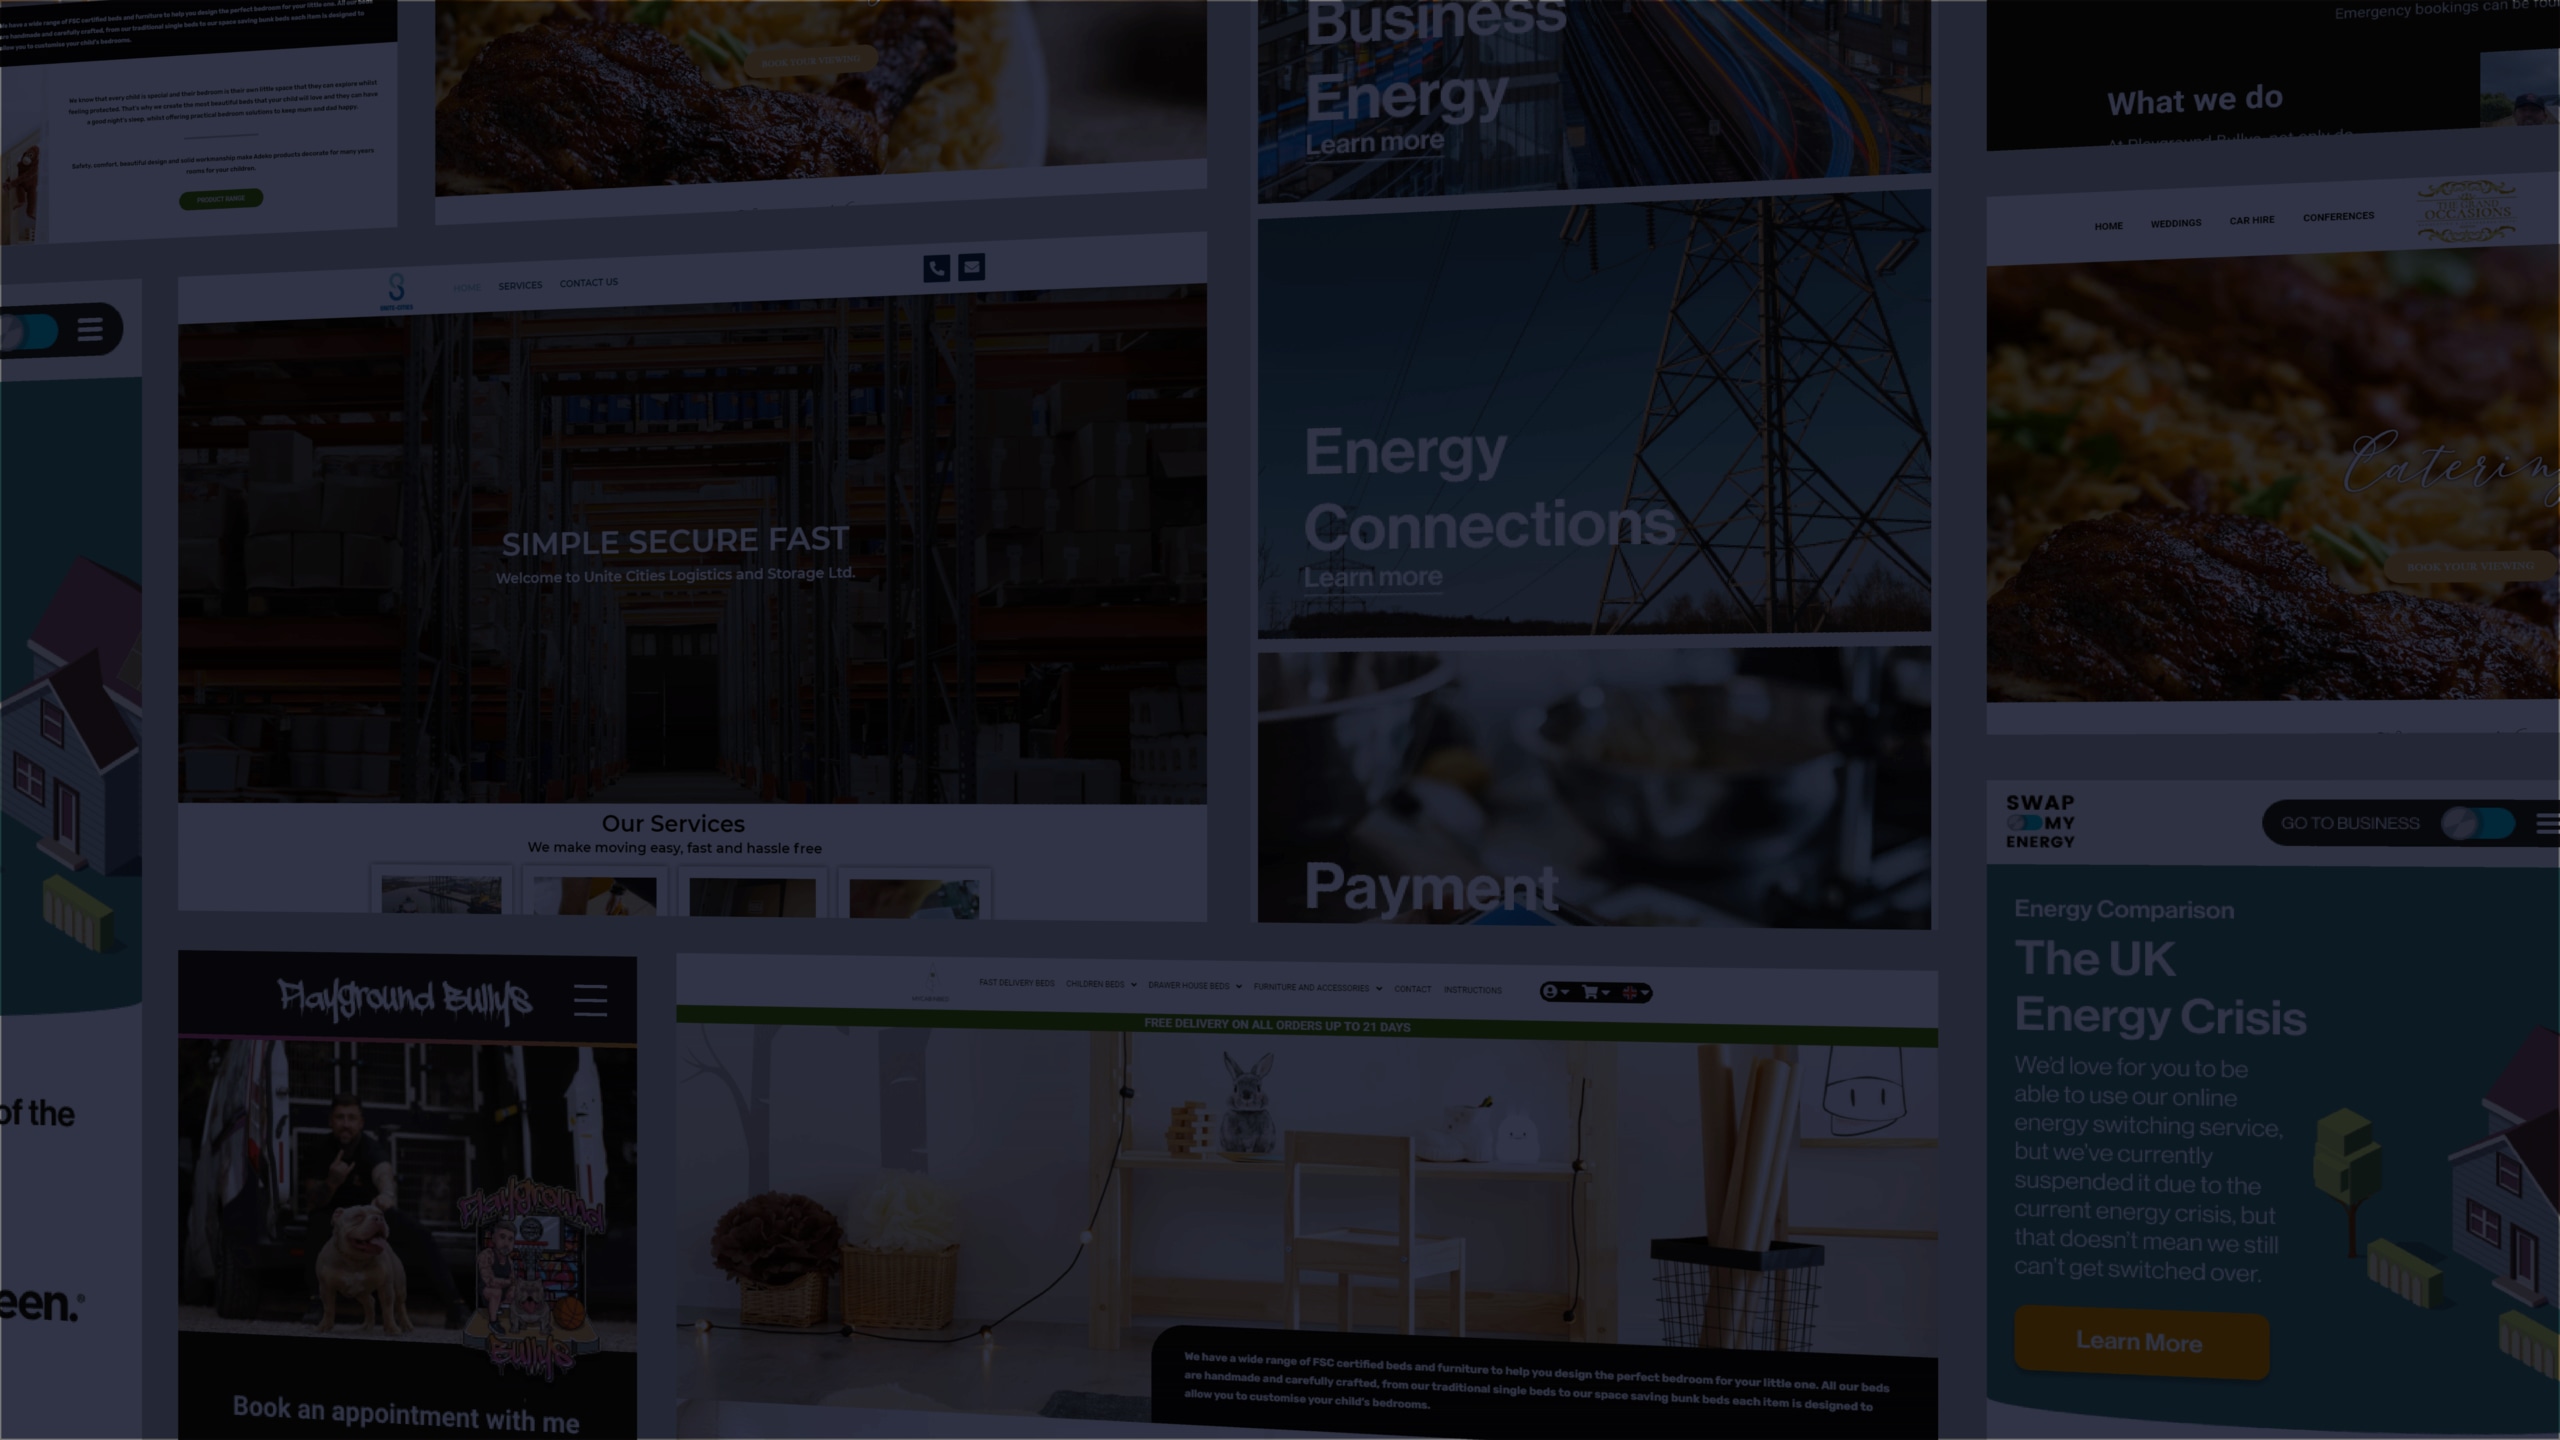 We have a wide range of FSC certified beds and furniture to help you design the perfect bedroom for your little one. All our beds
are handmade and carefully crafted, from our traditional single beds to our space saving bunk beds each item is designed to
allow you to customise your child's bedrooms.
We know that every child is special and their bedroom is their own little space that they can explore whilst
feeling protected. That's why we create the most beautiful beds that your child will love and they can have
a good night's sleep, whilst offering practical bedroom solutions to keep mum and dad happy.
Safety, comfort, beautiful design and solid workmanship make Adeko products decorate for many years
rooms for your children.
PRODUCT RANGE
BOOK YOUR VIEWING
Business
Energy
Learn more
Emergency bookings can be
What we do
At Playground Bullys, not only do
HOME
SERVICES
CONTACT US
SIMPLE SECURE FAST
Welcome to Unite Cities Logistics and Storage Ltd.
Our Services
We make moving easy, fast and hassle free
Energy
Connections
Learn more
Payment
HOME
WEDDINGS
CAR HIRE
CONFERENCES
THE GRAND
OCCASIONS
Catering
BOOK YOUR VIEWING
SWAP
MY
ENERGY
GO TO BUSINESS
Energy Comparison
The UK
Energy Crisis
We'd love for you to be
able to use our online
energy switching service,
but we've currently
suspended it due to the
current energy crisis, but
that doesn't mean we still
can't get switched over.
Learn More
of the
een.
Playground Bullys
Playground
Bullys
Book an appointment with me
FAST DELIVERY BEDS
CHILDREN BEDS
DRAWER HOUSE BEDS
FURNITURE AND ACCESSORIES
CONTACT
INSTRUCTIONS
FREE DELIVERY ON ALL ORDERS UP TO 21 DAYS
We have a wide range of FSC certified beds and furniture to help you design the perfect bedroom for your little one. All our beds
are handmade and carefully crafted, from our traditional single beds to our space saving bunk beds each item is designed to
allow you to customise your child's bedrooms.